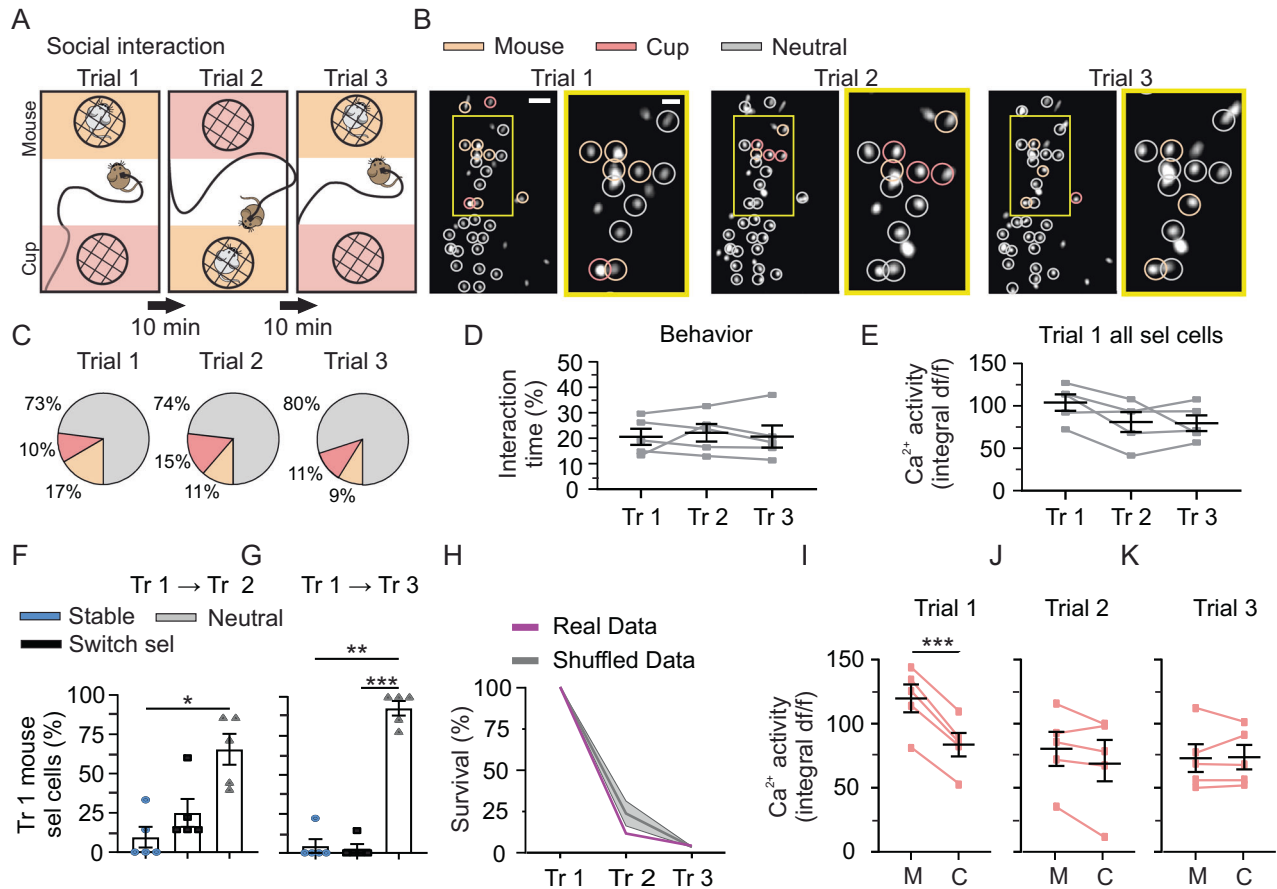 A
Social interaction
Trial 1 Trial 2 Trial 3
Mouse
Cup
10 min 10 min
B
Mouse Cup Neutral
Trial 1 Trial 2 Trial 3
C
Trial 1 Trial 2 Trial 3
73% 74% 80%
10% 15% 11%
17% 11% 9%
D
Behavior
Interaction
time (%)
50
40
30
20
10
0
Tr 1 Tr 2 Tr 3
E
Trial 1 all sel cells
Ca2+ activity
(integral df/f)
150
100
50
0
Tr 1 Tr 2 Tr 3
F
Tr 1 → Tr 2
Stable Neutral
Switch sel
Tr 1 mouse
sel cells (%)
100
75
50
25
0
*
G
Tr 1 → Tr 3
**
***
H
Real Data
Shuffled Data
Survival (%)
100
75
50
25
0
Tr 1 Tr 2 Tr 3
I
Trial 1
***
Ca2+ activity
(integral df/f)
150
100
50
0
M C
J
Trial 2
M C
K
Trial 3
M C